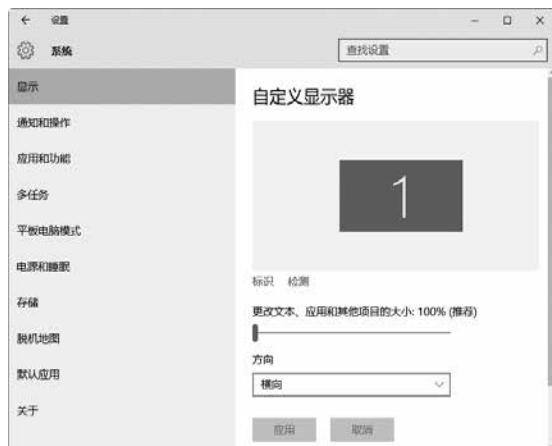 设置
系统
查找设置
显示
通知和操作
应用和功能
多任务
平板电脑模式
电源和睡眠
存储
脱机地图
默认应用
关于
自定义显示器
1
标识 检测
更改文本、应用和其他项目的大小: 100% (推荐)
方向
横向
应用 取消